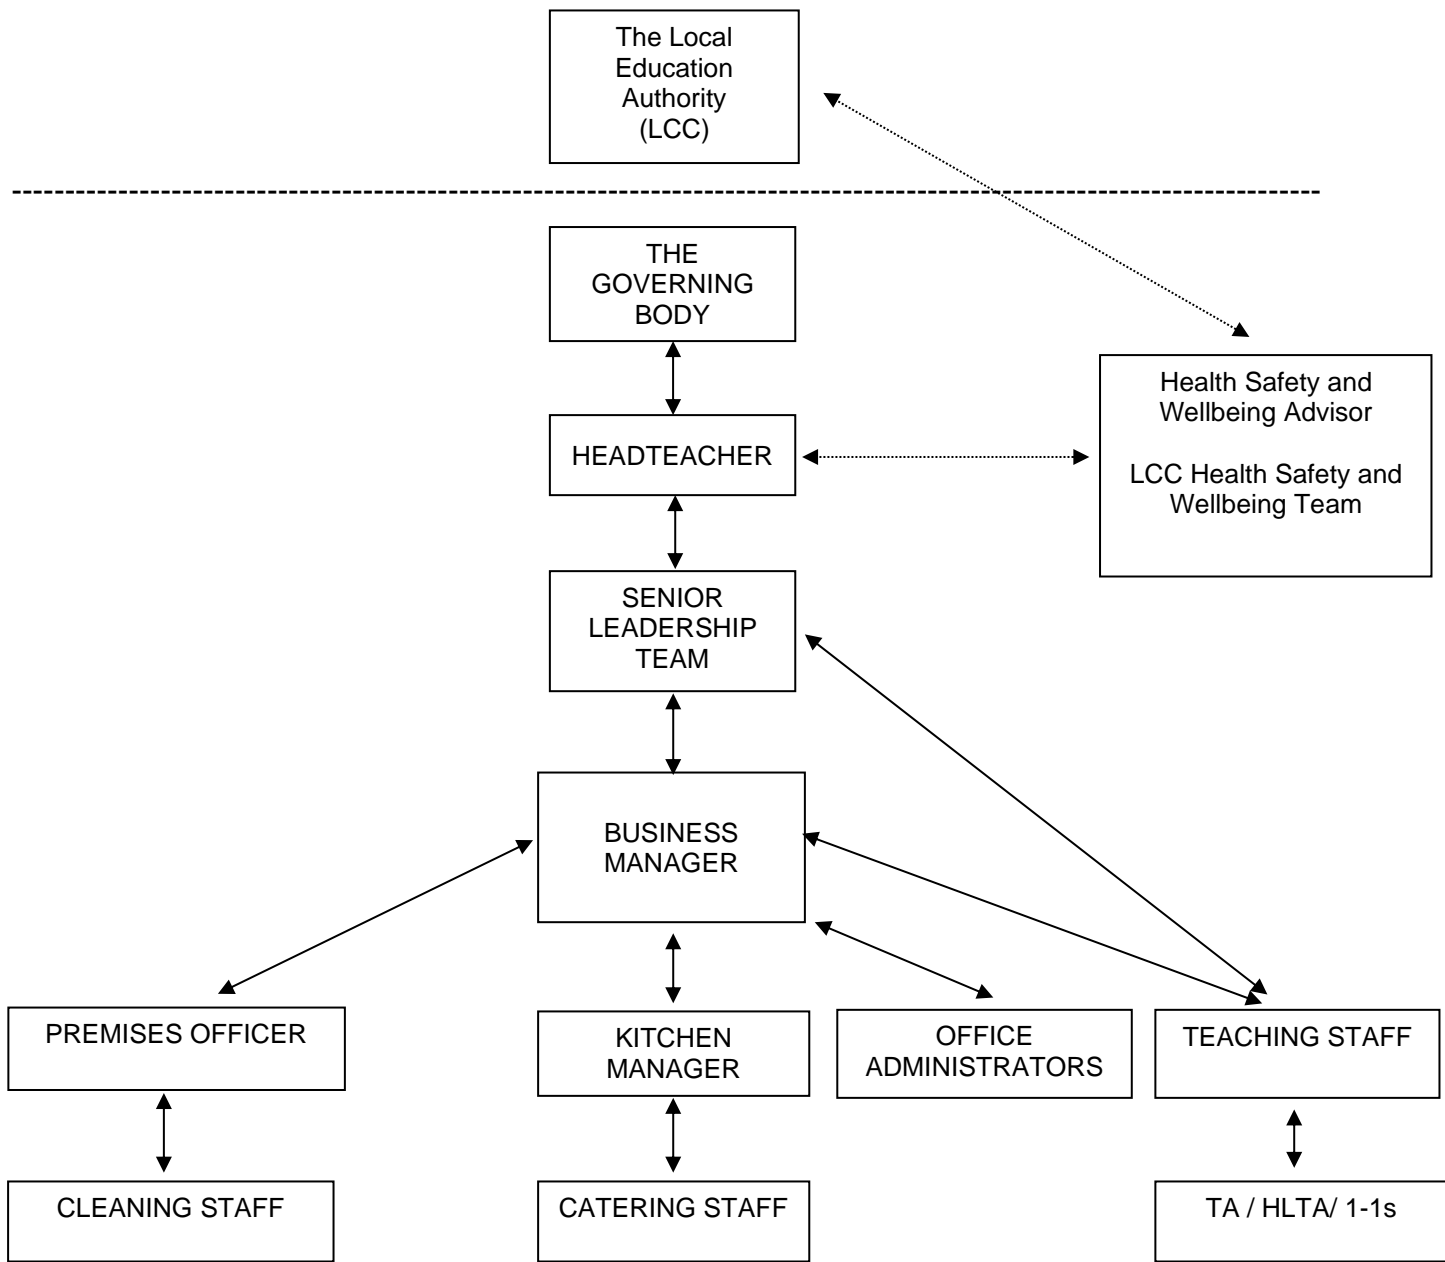 The Local
Education
Authority
(LCC)
THE
GOVERNING
BODY
HEADTEACHER
Health Safety and
Wellbeing Advisor
LCC Health Safety and
Wellbeing Team
SENIOR
LEADERSHIP
TEAM
BUSINESS
MANAGER
PREMISES OFFICER
KITCHEN
MANAGER
OFFICE
ADMINISTRATORS
TEACHING STAFF
CLEANING STAFF
CATERING STAFF
TA / HLTA/ 1-1s